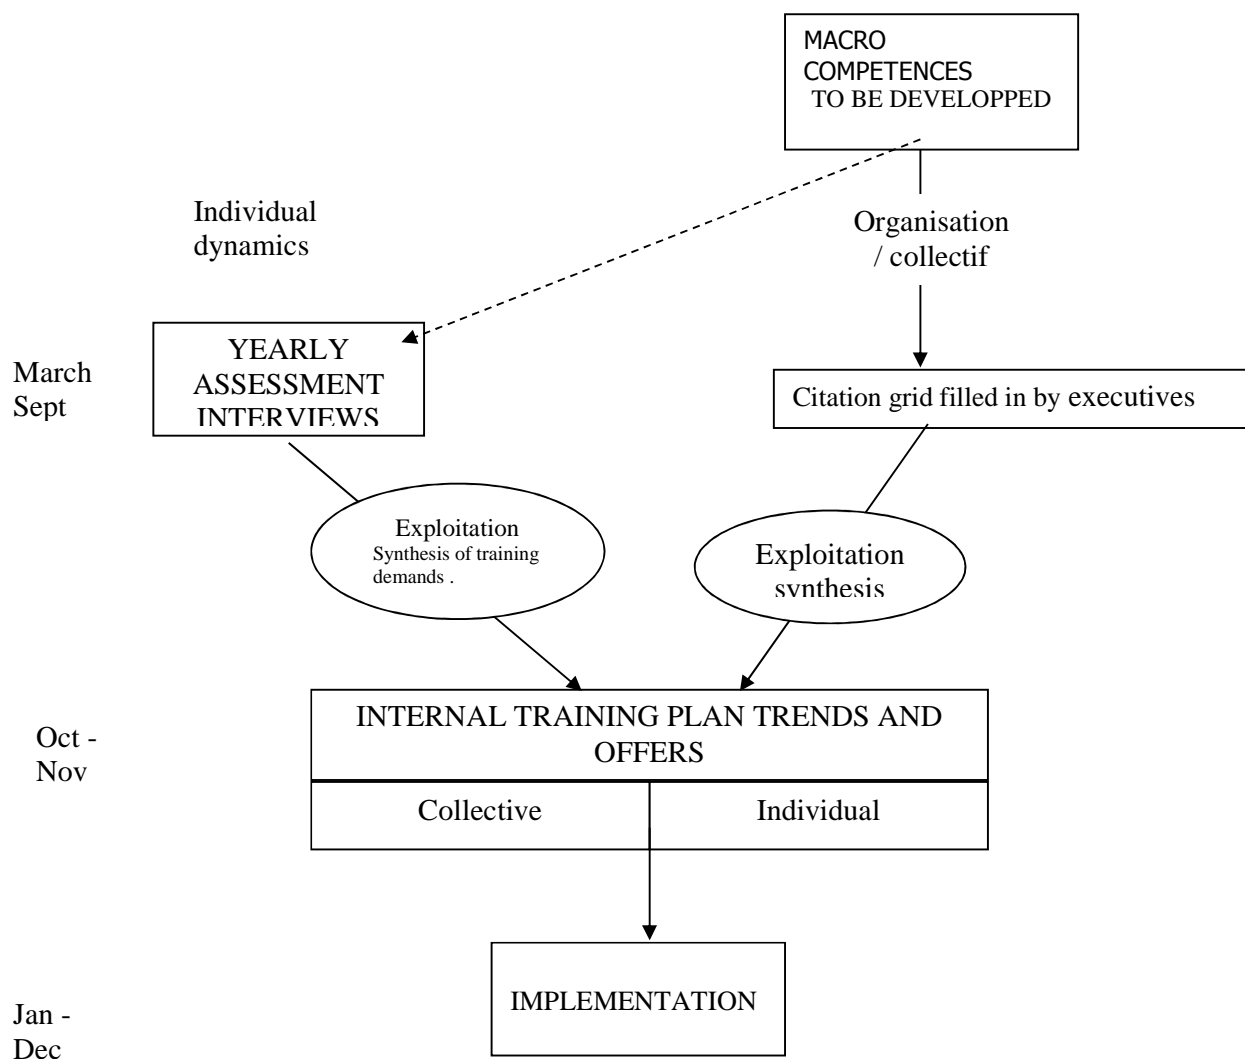 MACRO
COMPETENCES
TO BE DEVELOPPED
Individual
dynamics
Organisation
/ collectif
YEARLY
ASSESSMENT
INTERVIEWS
March
Sept
Citation grid filled in by executives
Exploitation
Synthesis of training
demands .
Exploitation
synthesis
INTERNAL TRAINING PLAN TRENDS AND
OFFERS
Oct -
Nov
Collective
Individual
IMPLEMENTATION
Jan -
Dec